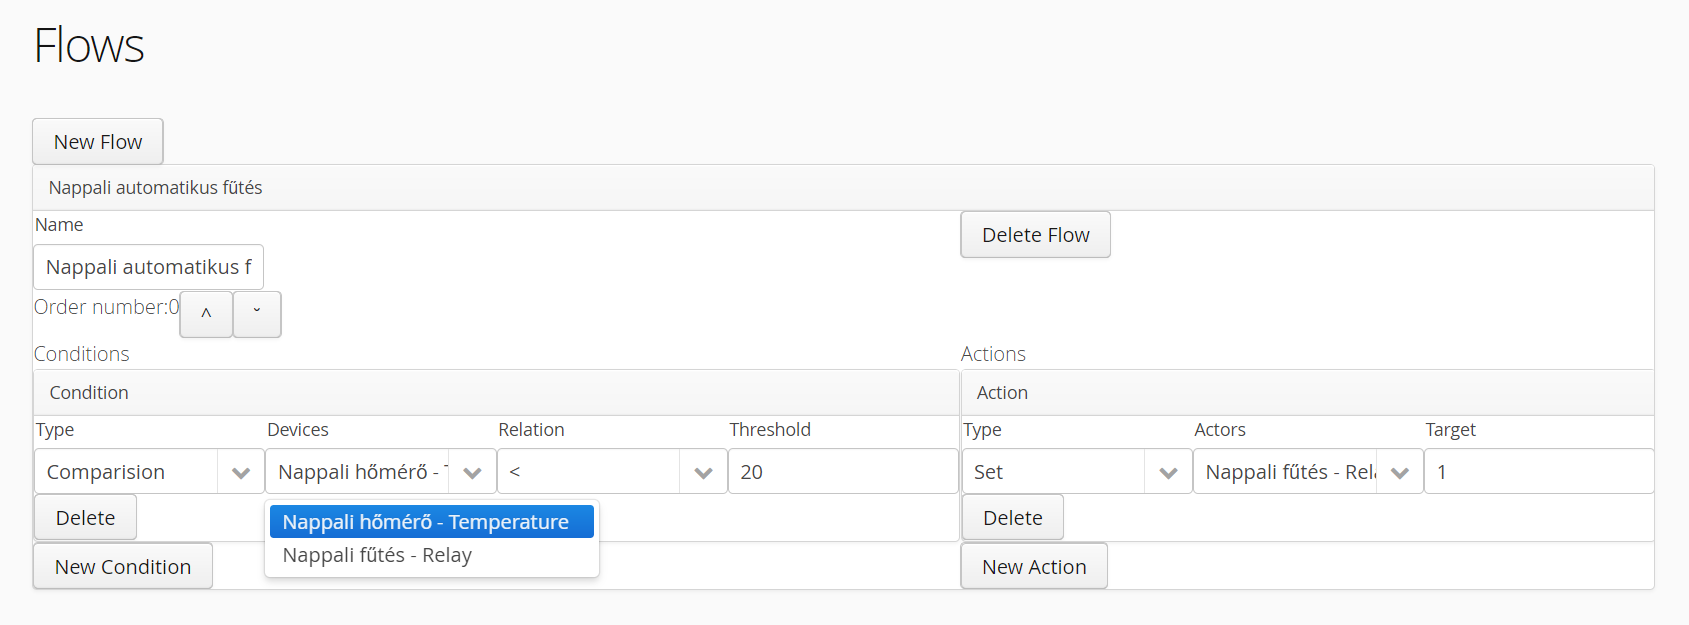 Flows
New Flow
Nappali automatikus fűtés
Name
Delete Flow
Nappali automatikus f
Order number:0 ^ ˇ
Conditions
Actions
Condition
Action
Type Devices Relation Threshold
Type Actors Target
Comparision Nappali hőmérő - < 20
Set Nappali fűtés - Rel 1
Delete
Nappali hőmérő - Temperature
Nappali fűtés - Relay
Delete
New Condition
New Action